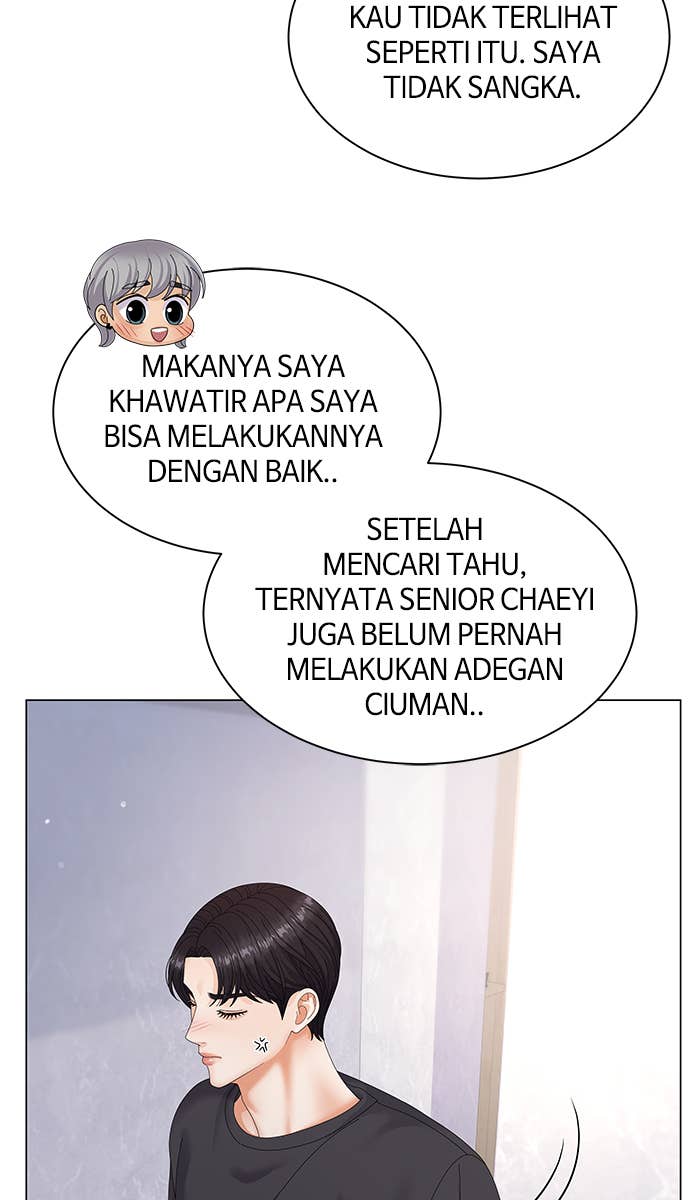 KAU TIDAK TERLIHAT
SEPERTI ITU. SAYA
TIDAK SANGKA.
MAKANYA SAYA
KHAWATIR APA SAYA
BISA MELAKUKANNYA
DENGAN BAIK..
SETELAH
MENCARI TAHU,
TERNYATA SENIOR CHAEYI
JUGA BELUM PERNAH
MELAKUKAN ADEGAN
CIUMAN..